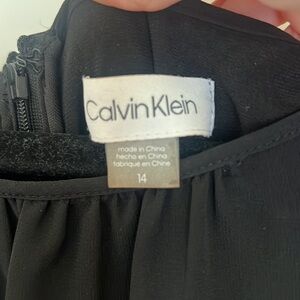 Calvin Klein
made in China
hecho en China
fabriqué en Chine
14